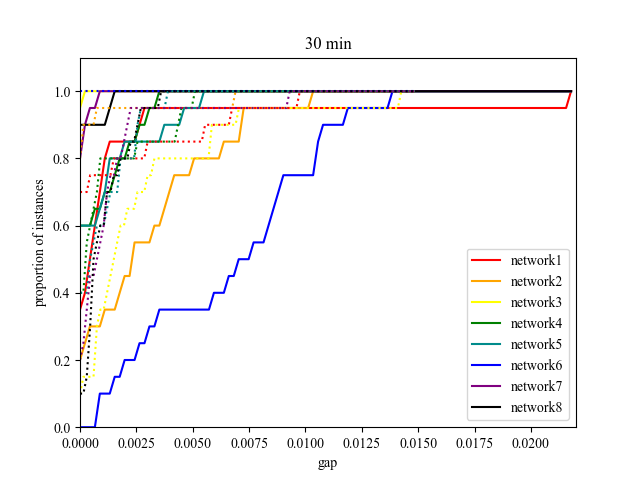 30 min
1.0
0.8
0.6
0.4
0.2
0.0
proportion of instances
network1
network2
network3
network4
network5
network6
network7
network8
0.0000 0.0025 0.0050 0.0075 0.0100 0.0125 0.0150 0.0175 0.0200
gap